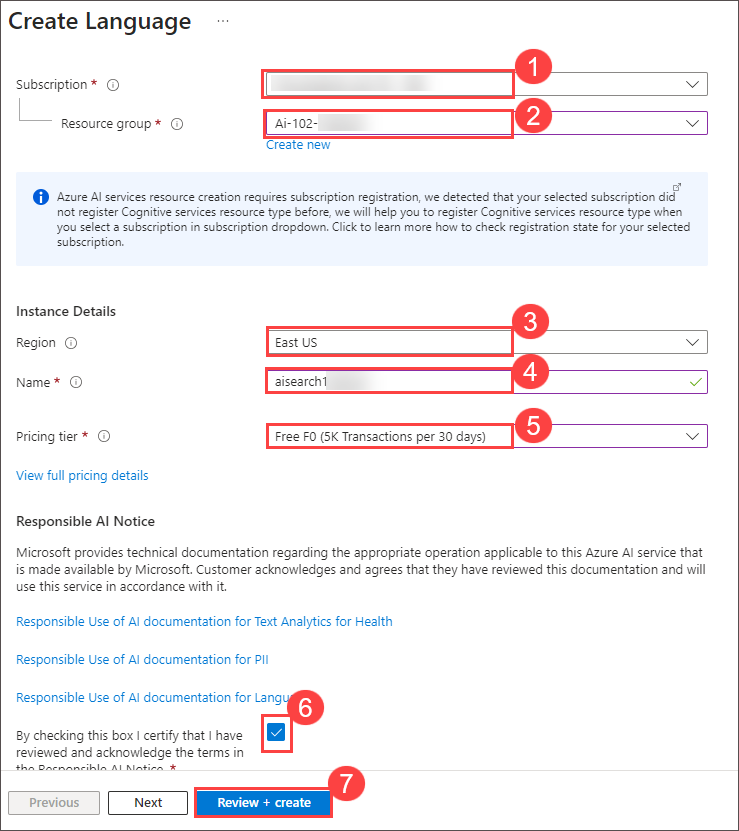 Create Language ...
1
Subscription *
2
Resource group * Ai-102-
Create new
Azure AI services resource creation requires subscription registration, we detected that your selected subscription did
not register Cognitive services resource type before, we will help you to register Cognitive services resource type when
you select a subscription in subscription dropdown. Click to learn more how to check registration state for your selected
subscription.
Instance Details
3
Region East US
4
Name * aisearch1
5
Pricing tier * Free F0 (5K Transactions per 30 days)
View full pricing details
Responsible AI Notice
Microsoft provides technical documentation regarding the appropriate operation applicable to this Azure AI service that
is made available by Microsoft. Customer acknowledges and agrees that they have reviewed this documentation and will
use this service in accordance with it.
Responsible Use of AI documentation for Text Analytics for Health
Responsible Use of AI documentation for PII
Responsible Use of AI documentation for Langu
6
By checking this box I certify that I have
reviewed and acknowledge the terms in
the Responsible AI Notice. *
7
Previous Next Review + create